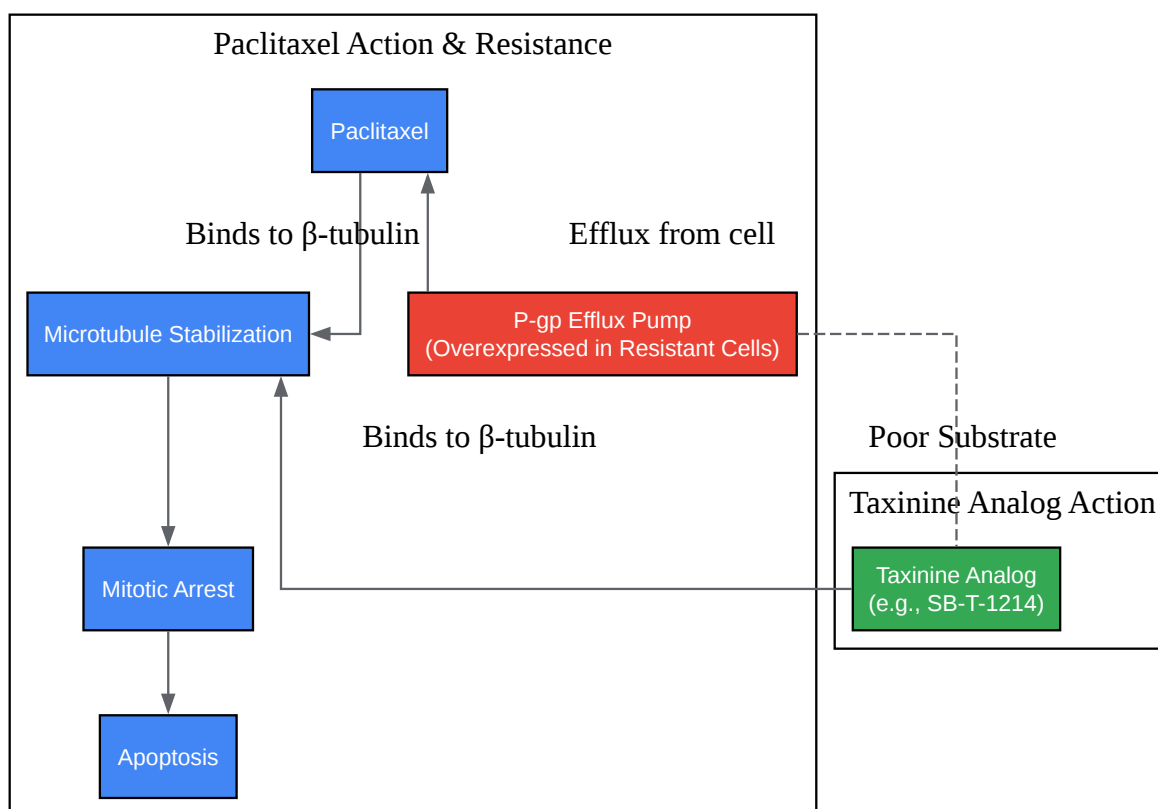 Paclitaxel Action & Resistance
Paclitaxel
Binds to β-tubulin
Efflux from cell
Microtubule Stabilization
P-gp Efflux Pump
(Overexpressed in Resistant Cells)
Binds to β-tubulin
Poor Substrate
Taxinine Analog Action
Mitotic Arrest
Taxinine Analog
(e.g., SB-T-1214)
Apoptosis